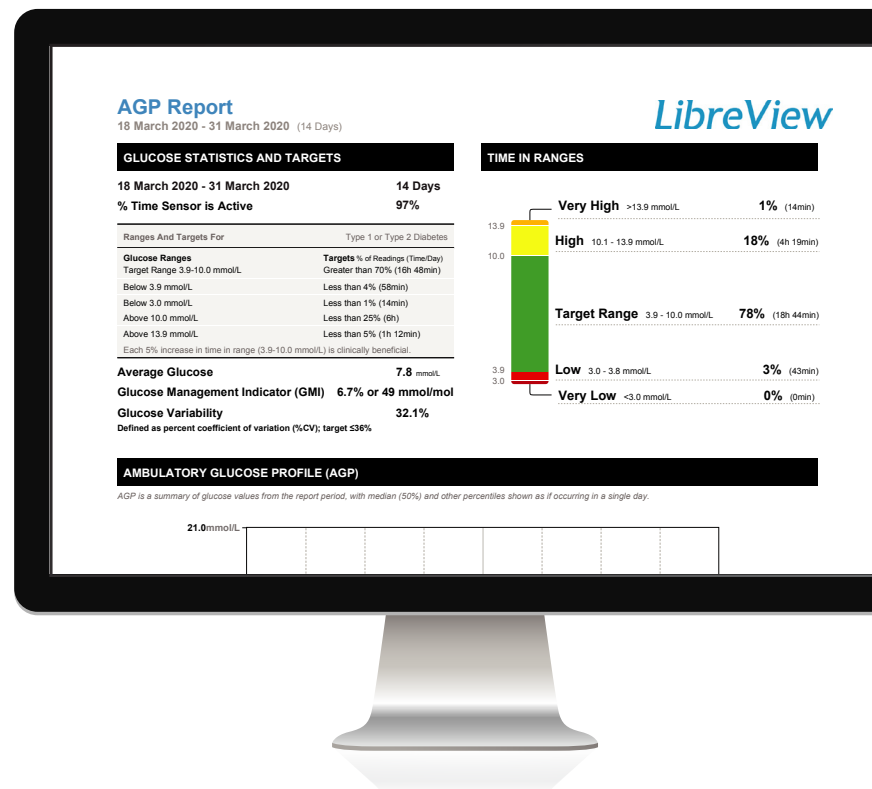 AGP Report
18 March 2020 - 31 March 2020 (14 Days)
LibreView
GLUCOSE STATISTICS AND TARGETS
18 March 2020 - 31 March 2020 14 Days
% Time Sensor is Active 97%
Ranges And Targets For Type 1 or Type 2 Diabetes
Glucose Ranges Targets % of Readings (Time/Day)
Target Range 3.9-10.0 mmol/L Greater than 70% (16h 48min)
Below 3.9 mmol/L Less than 4% (58min)
Below 3.0 mmol/L Less than 1% (14min)
Above 10.0 mmol/L Less than 25% (6h)
Above 13.9 mmol/L Less than 5% (1h 12min)
Each 5% increase in time in range (3.9-10.0 mmol/L) is clinically beneficial.
Average Glucose 7.8 mmol/L
Glucose Management Indicator (GMI) 6.7% or 49 mmol/mol
Glucose Variability 32.1%
Defined as percent coefficient of variation (%CV); target ≤36%
TIME IN RANGES
Very High >13.9 mmol/L 1% (14min)
13.9
High 10.1 - 13.9 mmol/L 18% (4h 19min)
10.0
Target Range 3.9 - 10.0 mmol/L 78% (18h 44min)
3.9
Low 3.0 - 3.8 mmol/L 3% (43min)
3.0
Very Low <3.0 mmol/L 0% (0min)
AMBULATORY GLUCOSE PROFILE (AGP)
AGP is a summary of glucose values from the report period, with median (50%) and other percentiles shown as if occurring in a single day.
21.0mmol/L